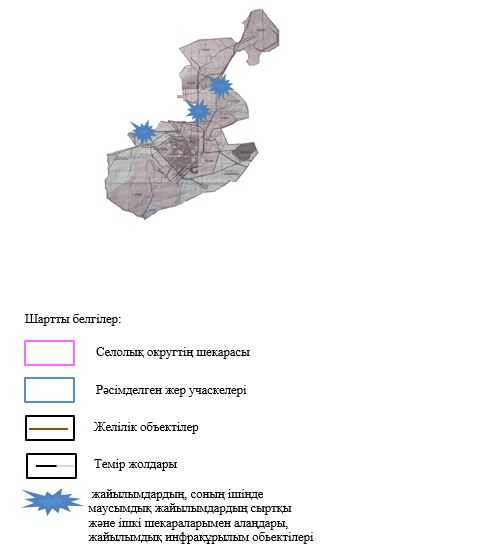 Шартты белгілер:
Селолық округтің шекарасы
Рәсімделген жер учаскелері
Желілік объектілер
Темір жолдары
жайылымдардың, соның ішінде
маусымдық жайылымдардың сыртқы
және ішкі шекараларымен алаңдары,
жайылымдық инфрақұрылым объектілері